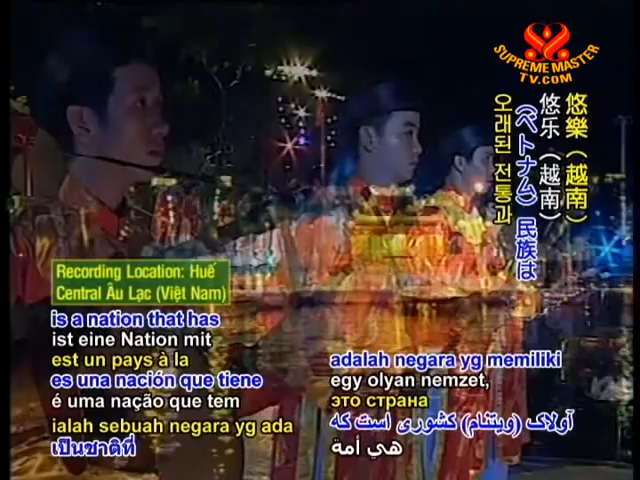 SUPREME MASTER
TV.COM
悠樂（越南）
悠乐（越南）
（ベトナム）民族は
오래된 전통과
Recording Location: Huế
Central Âu Lạc (Việt Nam)
is a nation that has
ist eine Nation mit
est un pays à la
es una nación que tiene
é uma nação que tem
ialah sebuah negara yg ada
เป็นชาติที่
adalah negara yg memiliki
egy olyan nemzet,
это страна
آولاک (ویتنام) کشوری است که
هي أمة